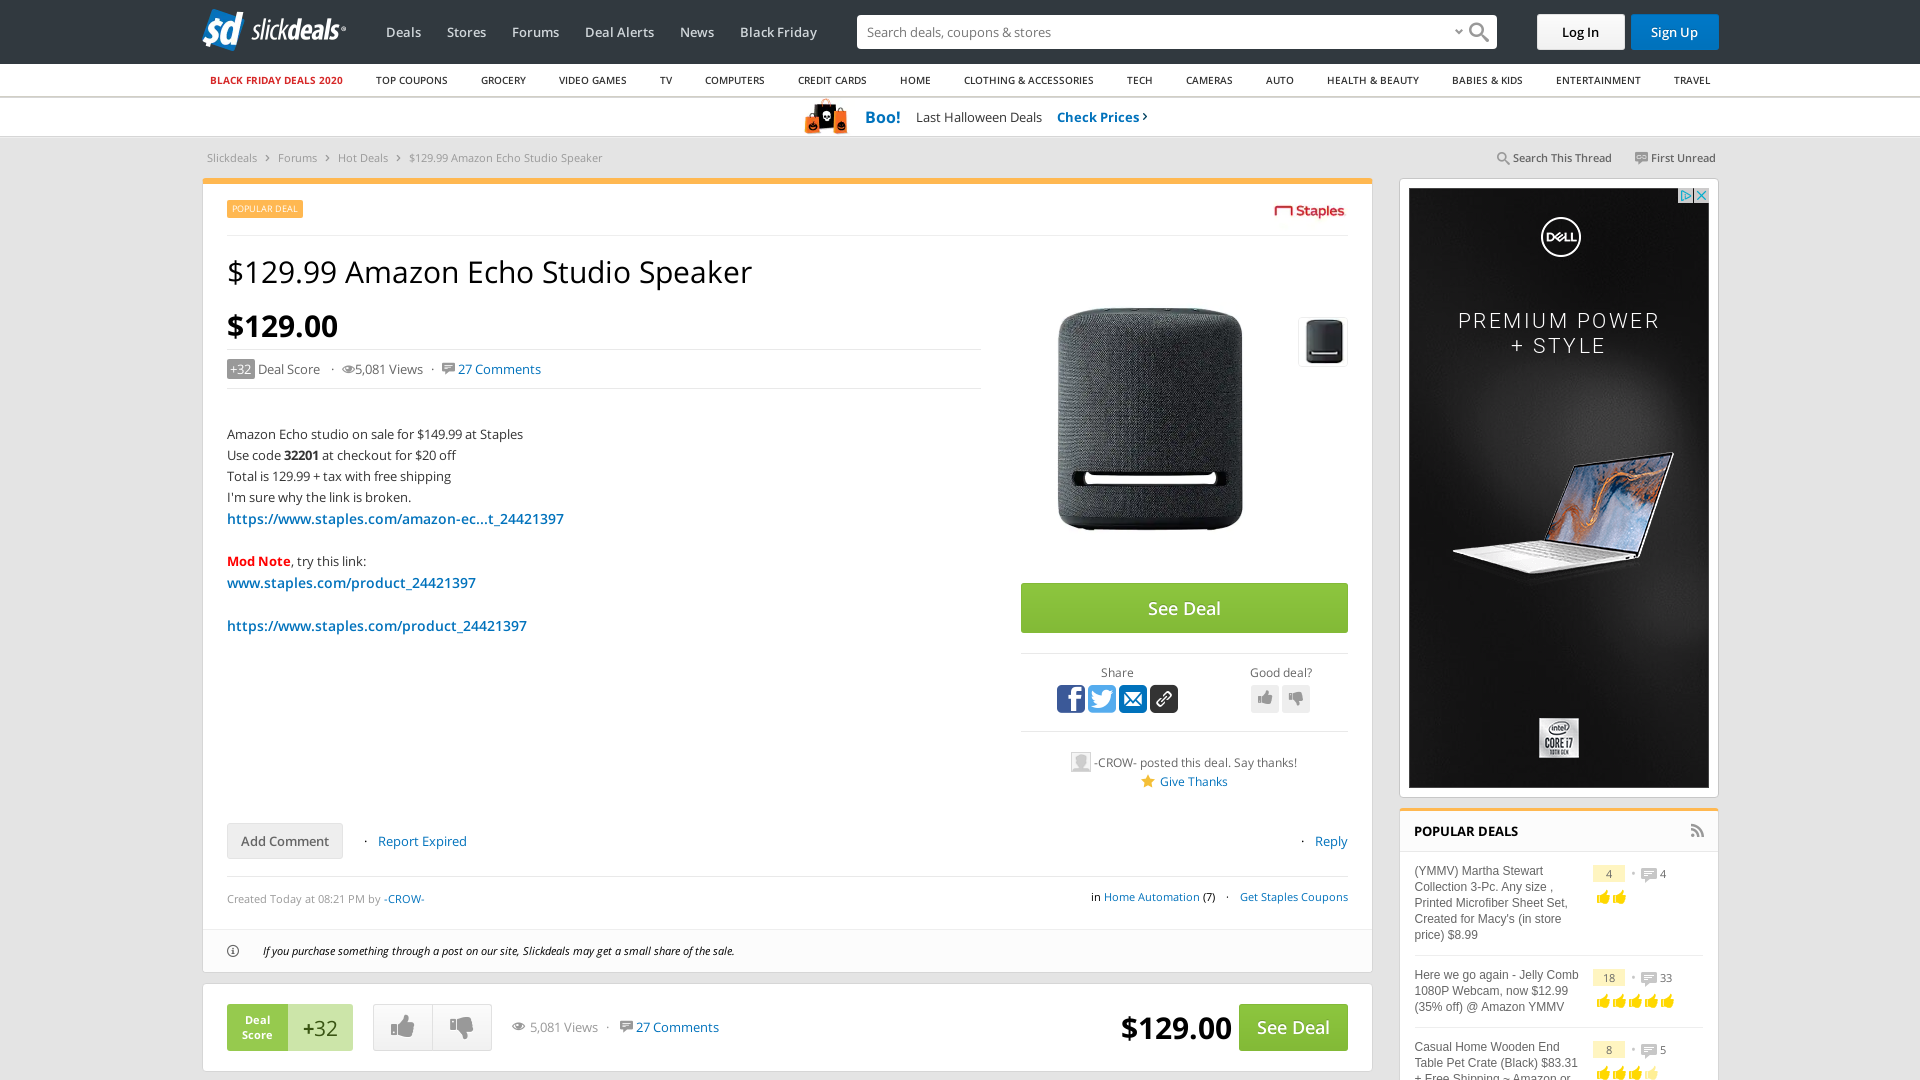 slickdeals
Deals
Stores
Forums
Deal Alerts
News
Black Friday
Search deals, coupons & stores
Log In
Sign Up
BLACK FRIDAY DEALS 2020
TOP COUPONS
GROCERY
VIDEO GAMES
TV
COMPUTERS
CREDIT CARDS
HOME
CLOTHING & ACCESSORIES
TECH
CAMERAS
AUTO
HEALTH & BEAUTY
BABIES & KIDS
ENTERTAINMENT
TRAVEL
Boo! Last Halloween Deals Check Prices ›
Slickdeals › Forums › Hot Deals › $129.99 Amazon Echo Studio Speaker
Search This Thread
First Unread
POPULAR DEAL
Staples
$129.99 Amazon Echo Studio Speaker
$129.00
+32 Deal Score · 5,081 Views · 27 Comments
Amazon Echo studio on sale for $149.99 at Staples
Use code 32201 at checkout for $20 off
Total is 129.99 + tax with free shipping
I'm sure why the link is broken.
https://www.staples.com/amazon-ec...t_24421397
Mod Note, try this link:
www.staples.com/product_24421397
https://www.staples.com/product_24421397
See Deal
Share
Good deal?
-CROW- posted this deal. Say thanks!
Give Thanks
Add Comment
· Report Expired
· Reply
Created Today at 08:21 PM by -CROW-
in Home Automation (7) · Get Staples Coupons
If you purchase something through a post on our site, Slickdeals may get a small share of the sale.
Deal
Score
+32
5,081 Views · 27 Comments
$129.00
See Deal
DELL
PREMIUM POWER
+ STYLE
intel
CORE i7
10TH GEN
POPULAR DEALS
(YMMV) Martha Stewart
Collection 3-Pc. Any size ,
Printed Microfiber Sheet Set,
Created for Macy's (in store
price) $8.99
4 • 4
Here we go again - Jelly Comb
1080P Webcam, now $12.99
(35% off) @ Amazon YMMV
18 • 33
Casual Home Wooden End
Table Pet Crate (Black) $83.31
+ Free Shipping ~ Amazon or
8 • 5